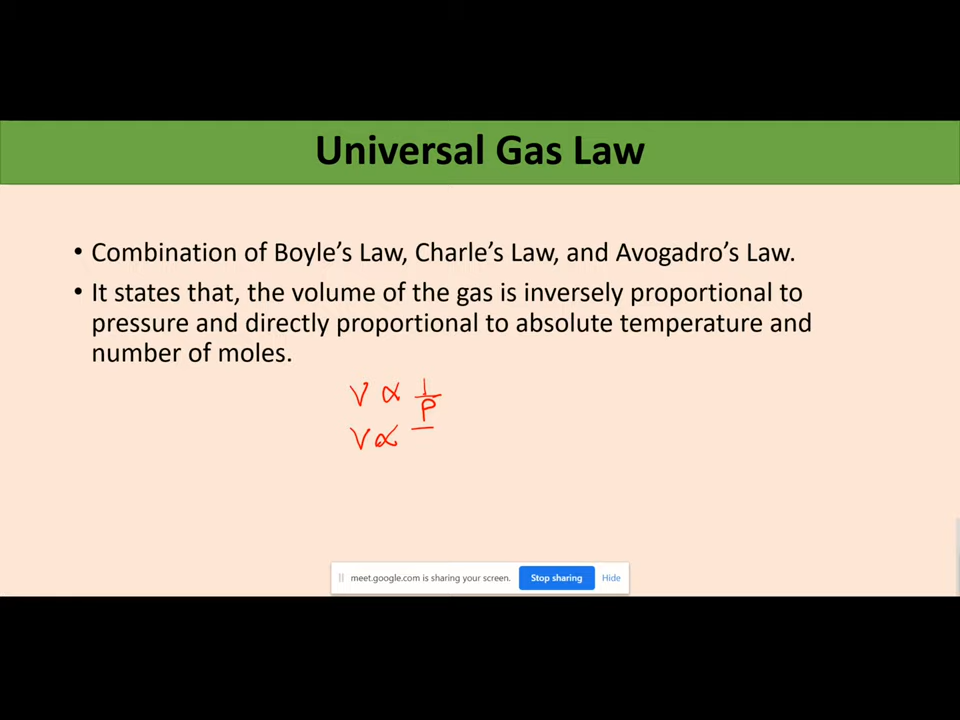 Universal Gas Law
• Combination of Boyle’s Law, Charle’s Law, and Avogadro’s Law.
• It states that, the volume of the gas is inversely proportional to
pressure and directly proportional to absolute temperature and
number of moles.
V ∝ 1/P
V ∝
meet.google.com is sharing your screen. Stop sharing Hide